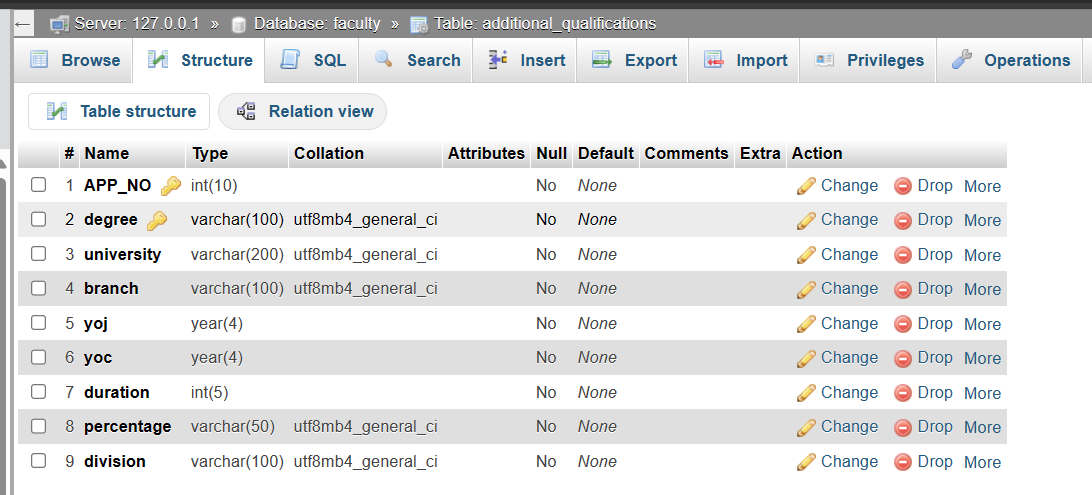 ← Server: 127.0.0.1 » Database: faculty » Table: additional_qualifications
Browse Structure SQL Search Insert Export Import Privileges Operations
Table structure Relation view
# Name Type Collation Attributes Null Default Comments Extra Action
1 APP_NO int(10) No None Change Drop More
2 degree varchar(100) utf8mb4_general_ci No None Change Drop More
3 university varchar(200) utf8mb4_general_ci No None Change Drop More
4 branch varchar(100) utf8mb4_general_ci No None Change Drop More
5 yoj year(4) No None Change Drop More
6 yoc year(4) No None Change Drop More
7 duration int(5) No None Change Drop More
8 percentage varchar(50) utf8mb4_general_ci No None Change Drop More
9 division varchar(100) utf8mb4_general_ci No None Change Drop More